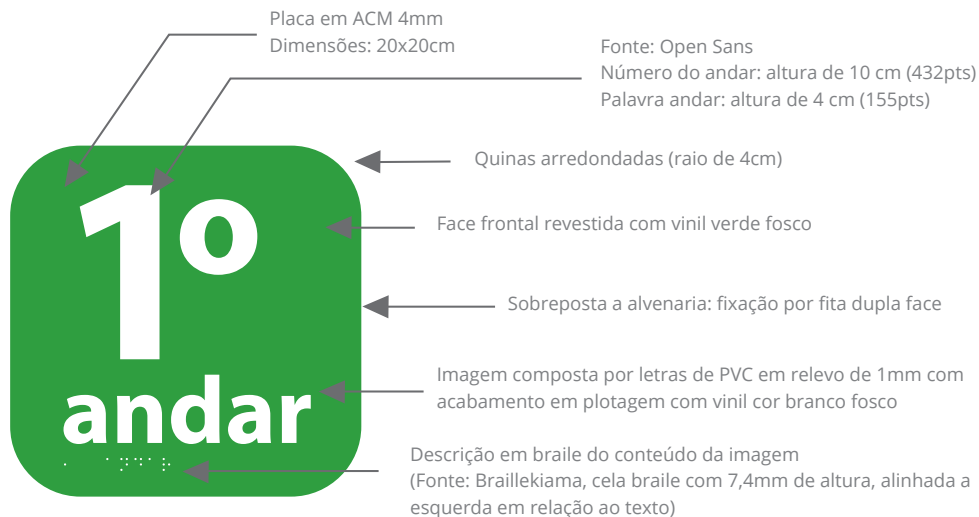 Placa em ACM 4mm
Dimensões: 20x20cm
Fonte: Open Sans
Número do andar: altura de 10 cm (432pts)
Palavra andar: altura de 4 cm (155pts)
Quinas arredondadas (raio de 4cm)
1º
Face frontal revestida com vinil verde fosco
Sobreposta a alvenaria: fixação por fita dupla face
Imagem composta por letras de PVC em relevo de 1mm com
acabamento em plotagem com vinil cor branco fosco
andar
Descrição em braile do conteúdo da imagem
(Fonte: Braillekiama, cela braile com 7,4mm de altura, alinhada a
esquerda em relação ao texto)